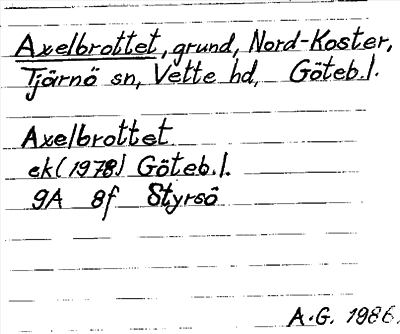 Axelbrottet, grund, Nord-Koster,
Tjärnö sn, Vette hd, Göteb.l.
Axelbrottet
ek (1978) Göteb.l.
9A 8f Styrsö
A.G. 1986.